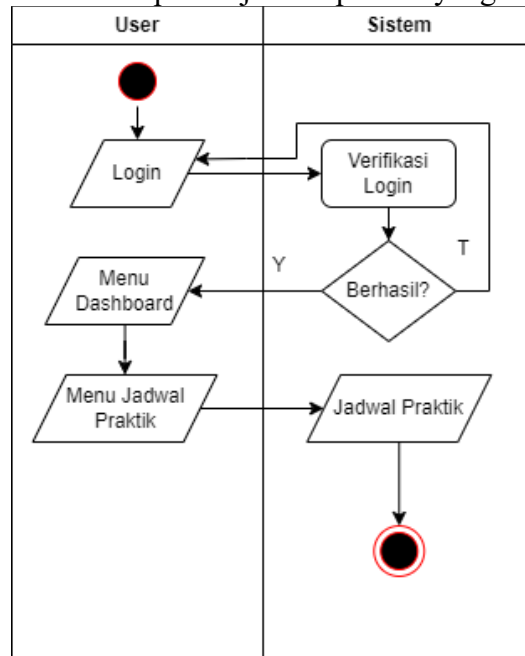 User
Sistem
Login
Verifikasi
Login
T
Y
Berhasil?
Menu
Dashboard
Menu Jadwal
Praktik
Jadwal Praktik